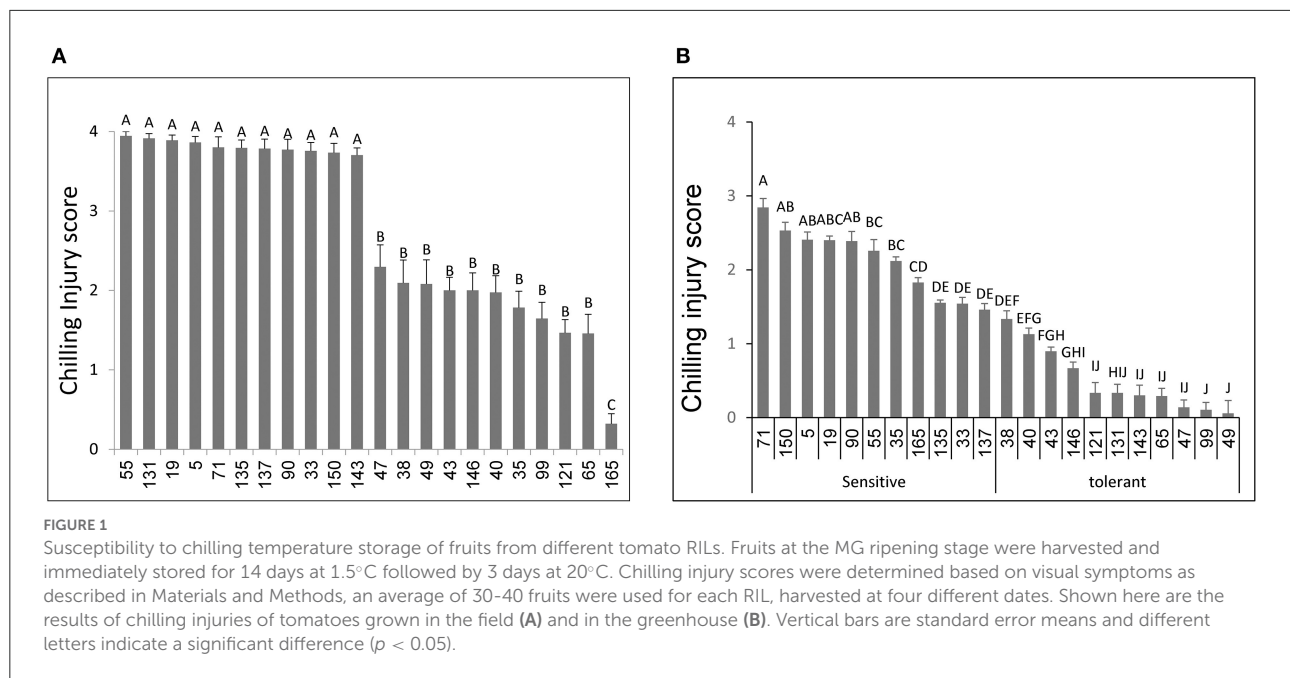 A
Chilling Injury score
4
3
2
1
0
A A A A A A A A A A A B B B B B B B B B B C
55 131 19 5 71 135 137 90 33 150 143 47 38 49 43 146 40 35 99 121 65 165
B
Chilling injury score
4
3
2
1
0
A AB AB ABC AB BC BC CD DE DE DE DEF EFG FGH GHI IJ HIJ IJ IJ IJ J J
71 150 5 19 90 55 35 165 135 33 137 38 40 43 146 121 131 143 65 47 99 49
Sensitive tolerant
FIGURE 1
Susceptibility to chilling temperature storage of fruits from different tomato RILs. Fruits at the MG ripening stage were harvested and
immediately stored for 14 days at 1.5°C followed by 3 days at 20°C. Chilling injury scores were determined based on visual symptoms as
described in Materials and Methods, an average of 30-40 fruits were used for each RIL, harvested at four different dates. Shown here are the
results of chilling injuries of tomatoes grown in the field (A) and in the greenhouse (B). Vertical bars are standard error means and different
letters indicate a significant difference (p < 0.05).